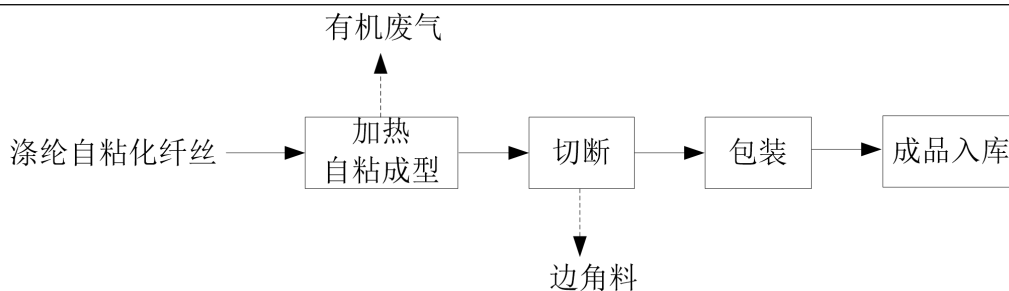 有机废气
涤纶自粘化纤丝
加热
自粘成型
切断
包装
成品入库
边角料